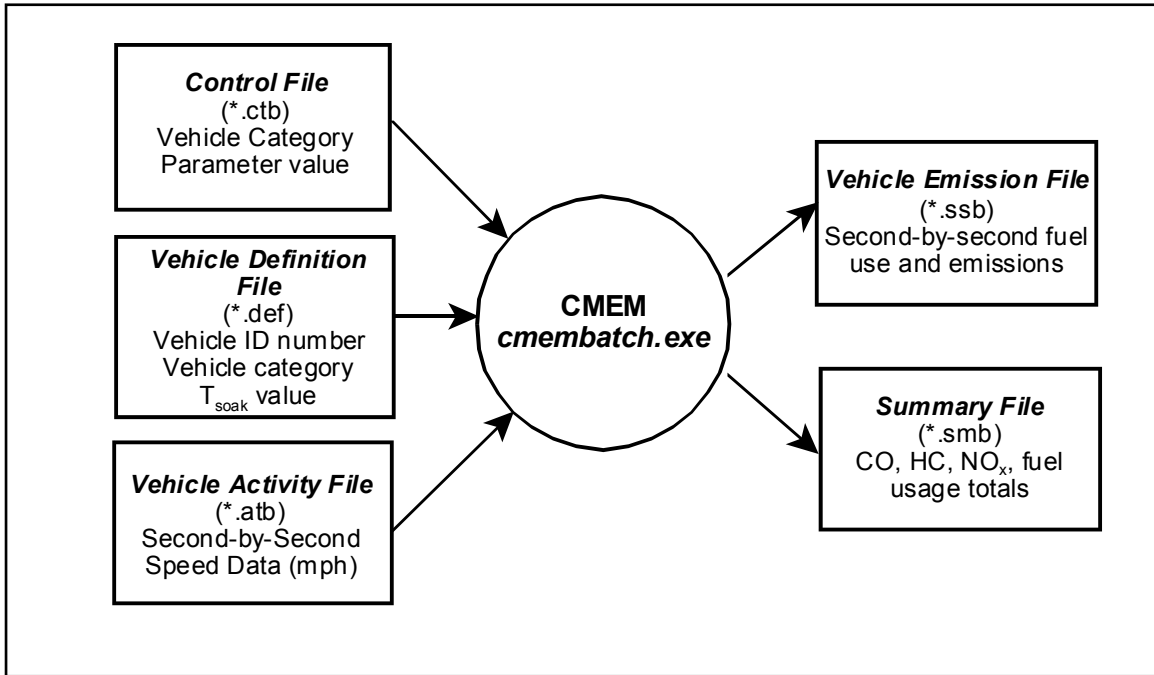 Control File
(*.ctb)
Vehicle Category
Parameter value
Vehicle Definition
File
(*.def)
Vehicle ID number
Vehicle category
Tsoak value
Vehicle Activity File
(*.atb)
Second-by-Second
Speed Data (mph)
CMEM
cmembatch.exe
Vehicle Emission File
(*.ssb)
Second-by-second fuel
use and emissions
Summary File
(*.smb)
CO, HC, NOx, fuel
usage totals